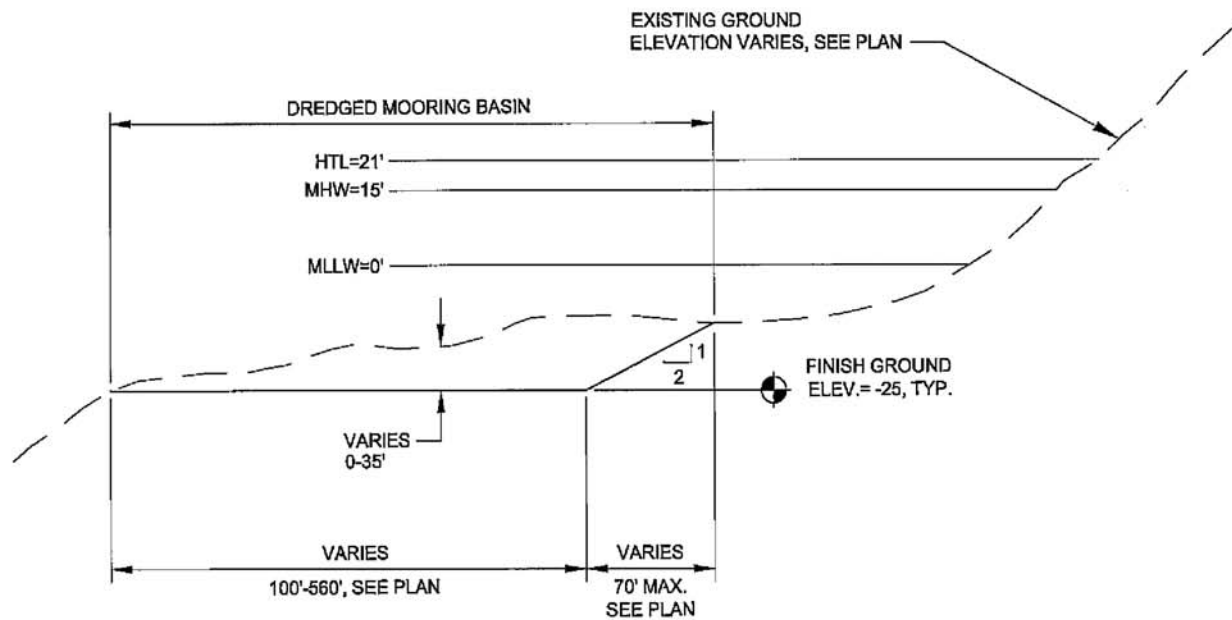 EXISTING GROUND
ELEVATION VARIES, SEE PLAN
DREDGED MOORING BASIN
HTL=21'
MHW=15'
MLLW=0'
1
2
FINISH GROUND
ELEV.= -25, TYP.
VARIES
0-35'
VARIES
100'-560', SEE PLAN
VARIES
70' MAX.
SEE PLAN